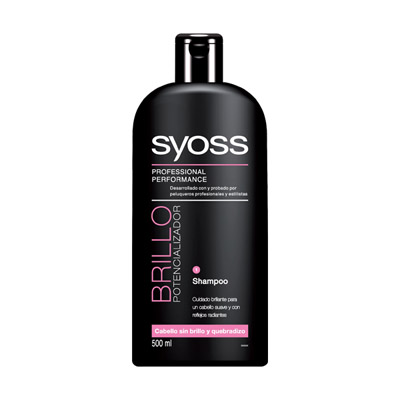 syoss
PROFESSIONAL
PERFORMANCE
Desarrollado con y probado por
peluqueros profesionales y estilistas
BRILLO
POTENCIALIZADOR
1
Shampoo
Cuidado brillante para
un cabello suave y con
reflejos radiantes
Cabello sin brillo y quebradizo
500 ml